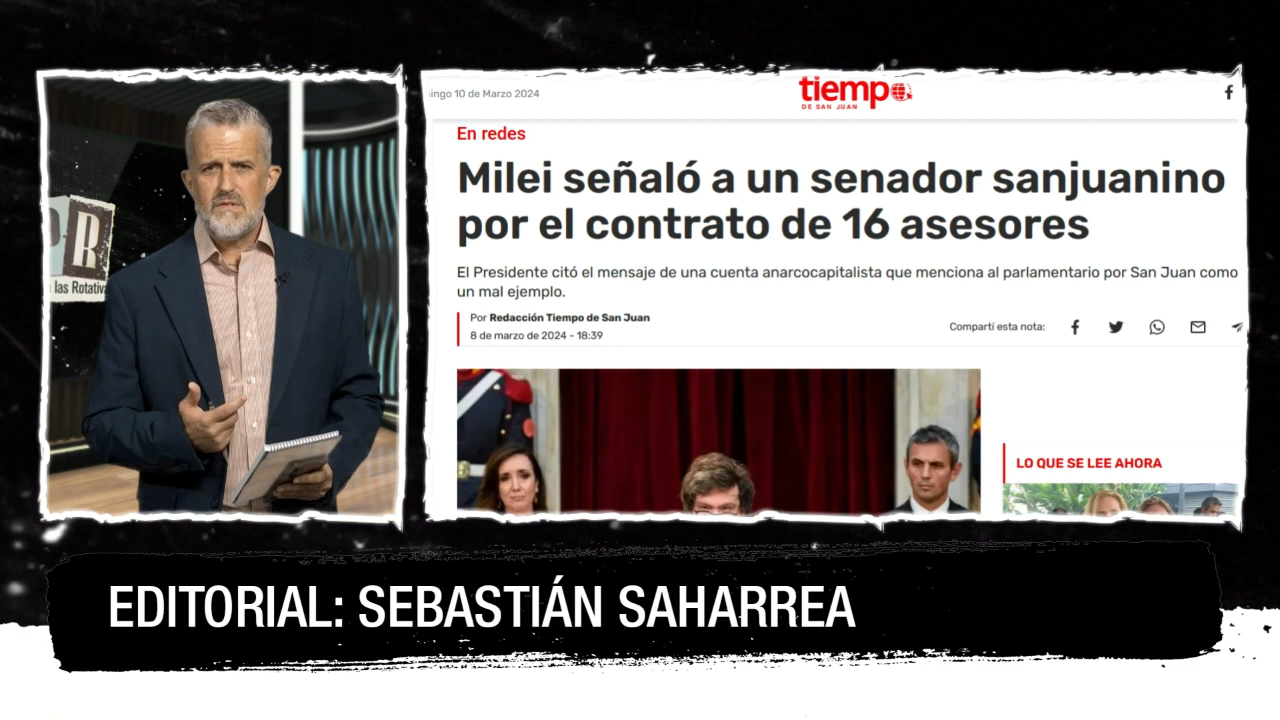 R
las Rotativ
ingo 10 de Marzo 2024
tiempo
DE SAN JUAN
En redes
Milei señaló a un senador sanjuanino
por el contrato de 16 asesores
El Presidente citó el mensaje de una cuenta anarcocapitalista que menciona al parlamentario por San Juan como
un mal ejemplo.
Por Redacción Tiempo de San Juan
8 de marzo de 2024 - 18:39
Compartí esta nota:
LO QUE SE LEE AHORA
EDITORIAL: SEBASTIÁN SAHARREA